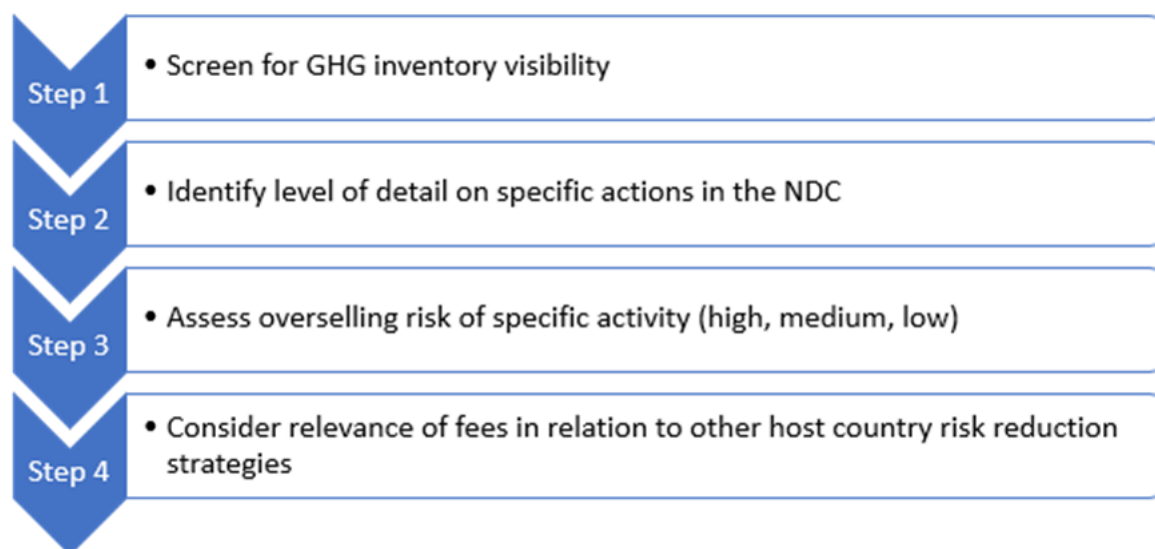 Step 1
• Screen for GHG inventory visibility
Step 2
• Identify level of detail on specific actions in the NDC
Step 3
• Assess overselling risk of specific activity (high, medium, low)
Step 4
• Consider relevance of fees in relation to other host country risk reduction
strategies